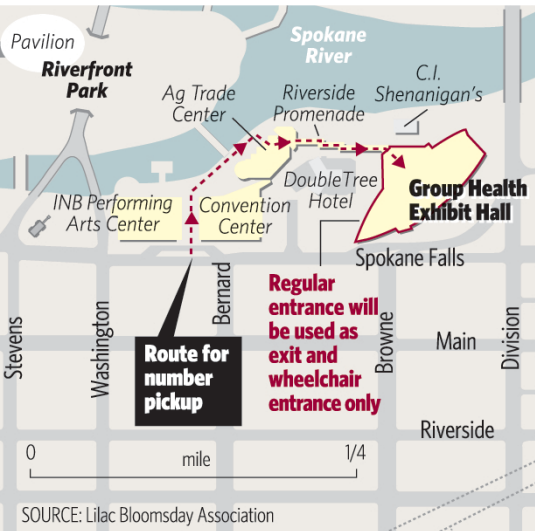 Pavilion
Riverfront
Park
Spokane
River
Ag Trade
Center
Riverside
Promenade
C.I.
Shenanigan's
INB Performing
Arts Center
Convention
Center
DoubleTree
Hotel
Group Health
Exhibit Hall
Spokane Falls
Regular
entrance will
be used as
exit and
wheelchair
entrance only
Route for
number
pickup
Stevens
Washington
Bernard
Browne
Division
Main
Riverside
0 mile 1/4
SOURCE: Lilac Bloomsday Association